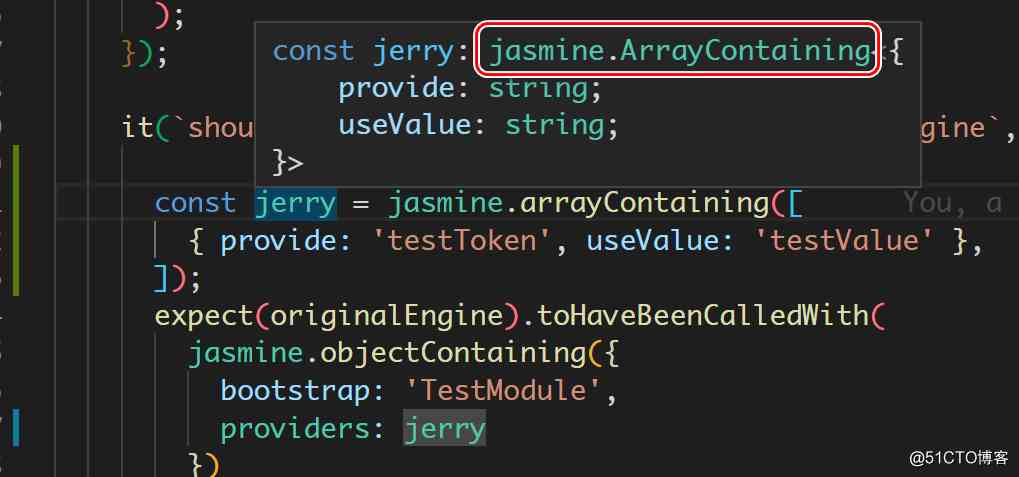 );
});
const jerry: jasmine.ArrayContaining<{
provide: string;
useValue: string;
}>
it(`shou gine`,
const jerry = jasmine.arrayContaining([ You, a
{ provide: 'testToken', useValue: 'testValue' },
]);
expect(originalEngine).toHaveBeenCalledWith(
jasmine.objectContaining({
bootstrap: 'TestModule',
providers: jerry
})
@51CTO博客